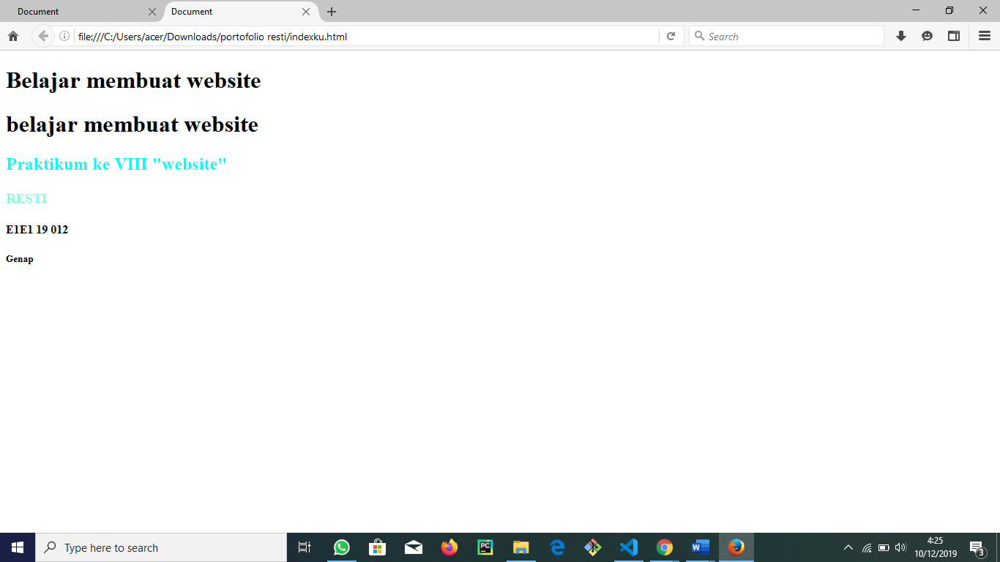 Document
Document
file:///C:/Users/acer/Downloads/portofolio resti/indexku.html
Search
Belajar membuat website
belajar membuat website
Praktikum ke VIII "website"
RESTI
E1E1 19 012
Genap
Type here to search
PC
4:25
10/12/2019
3